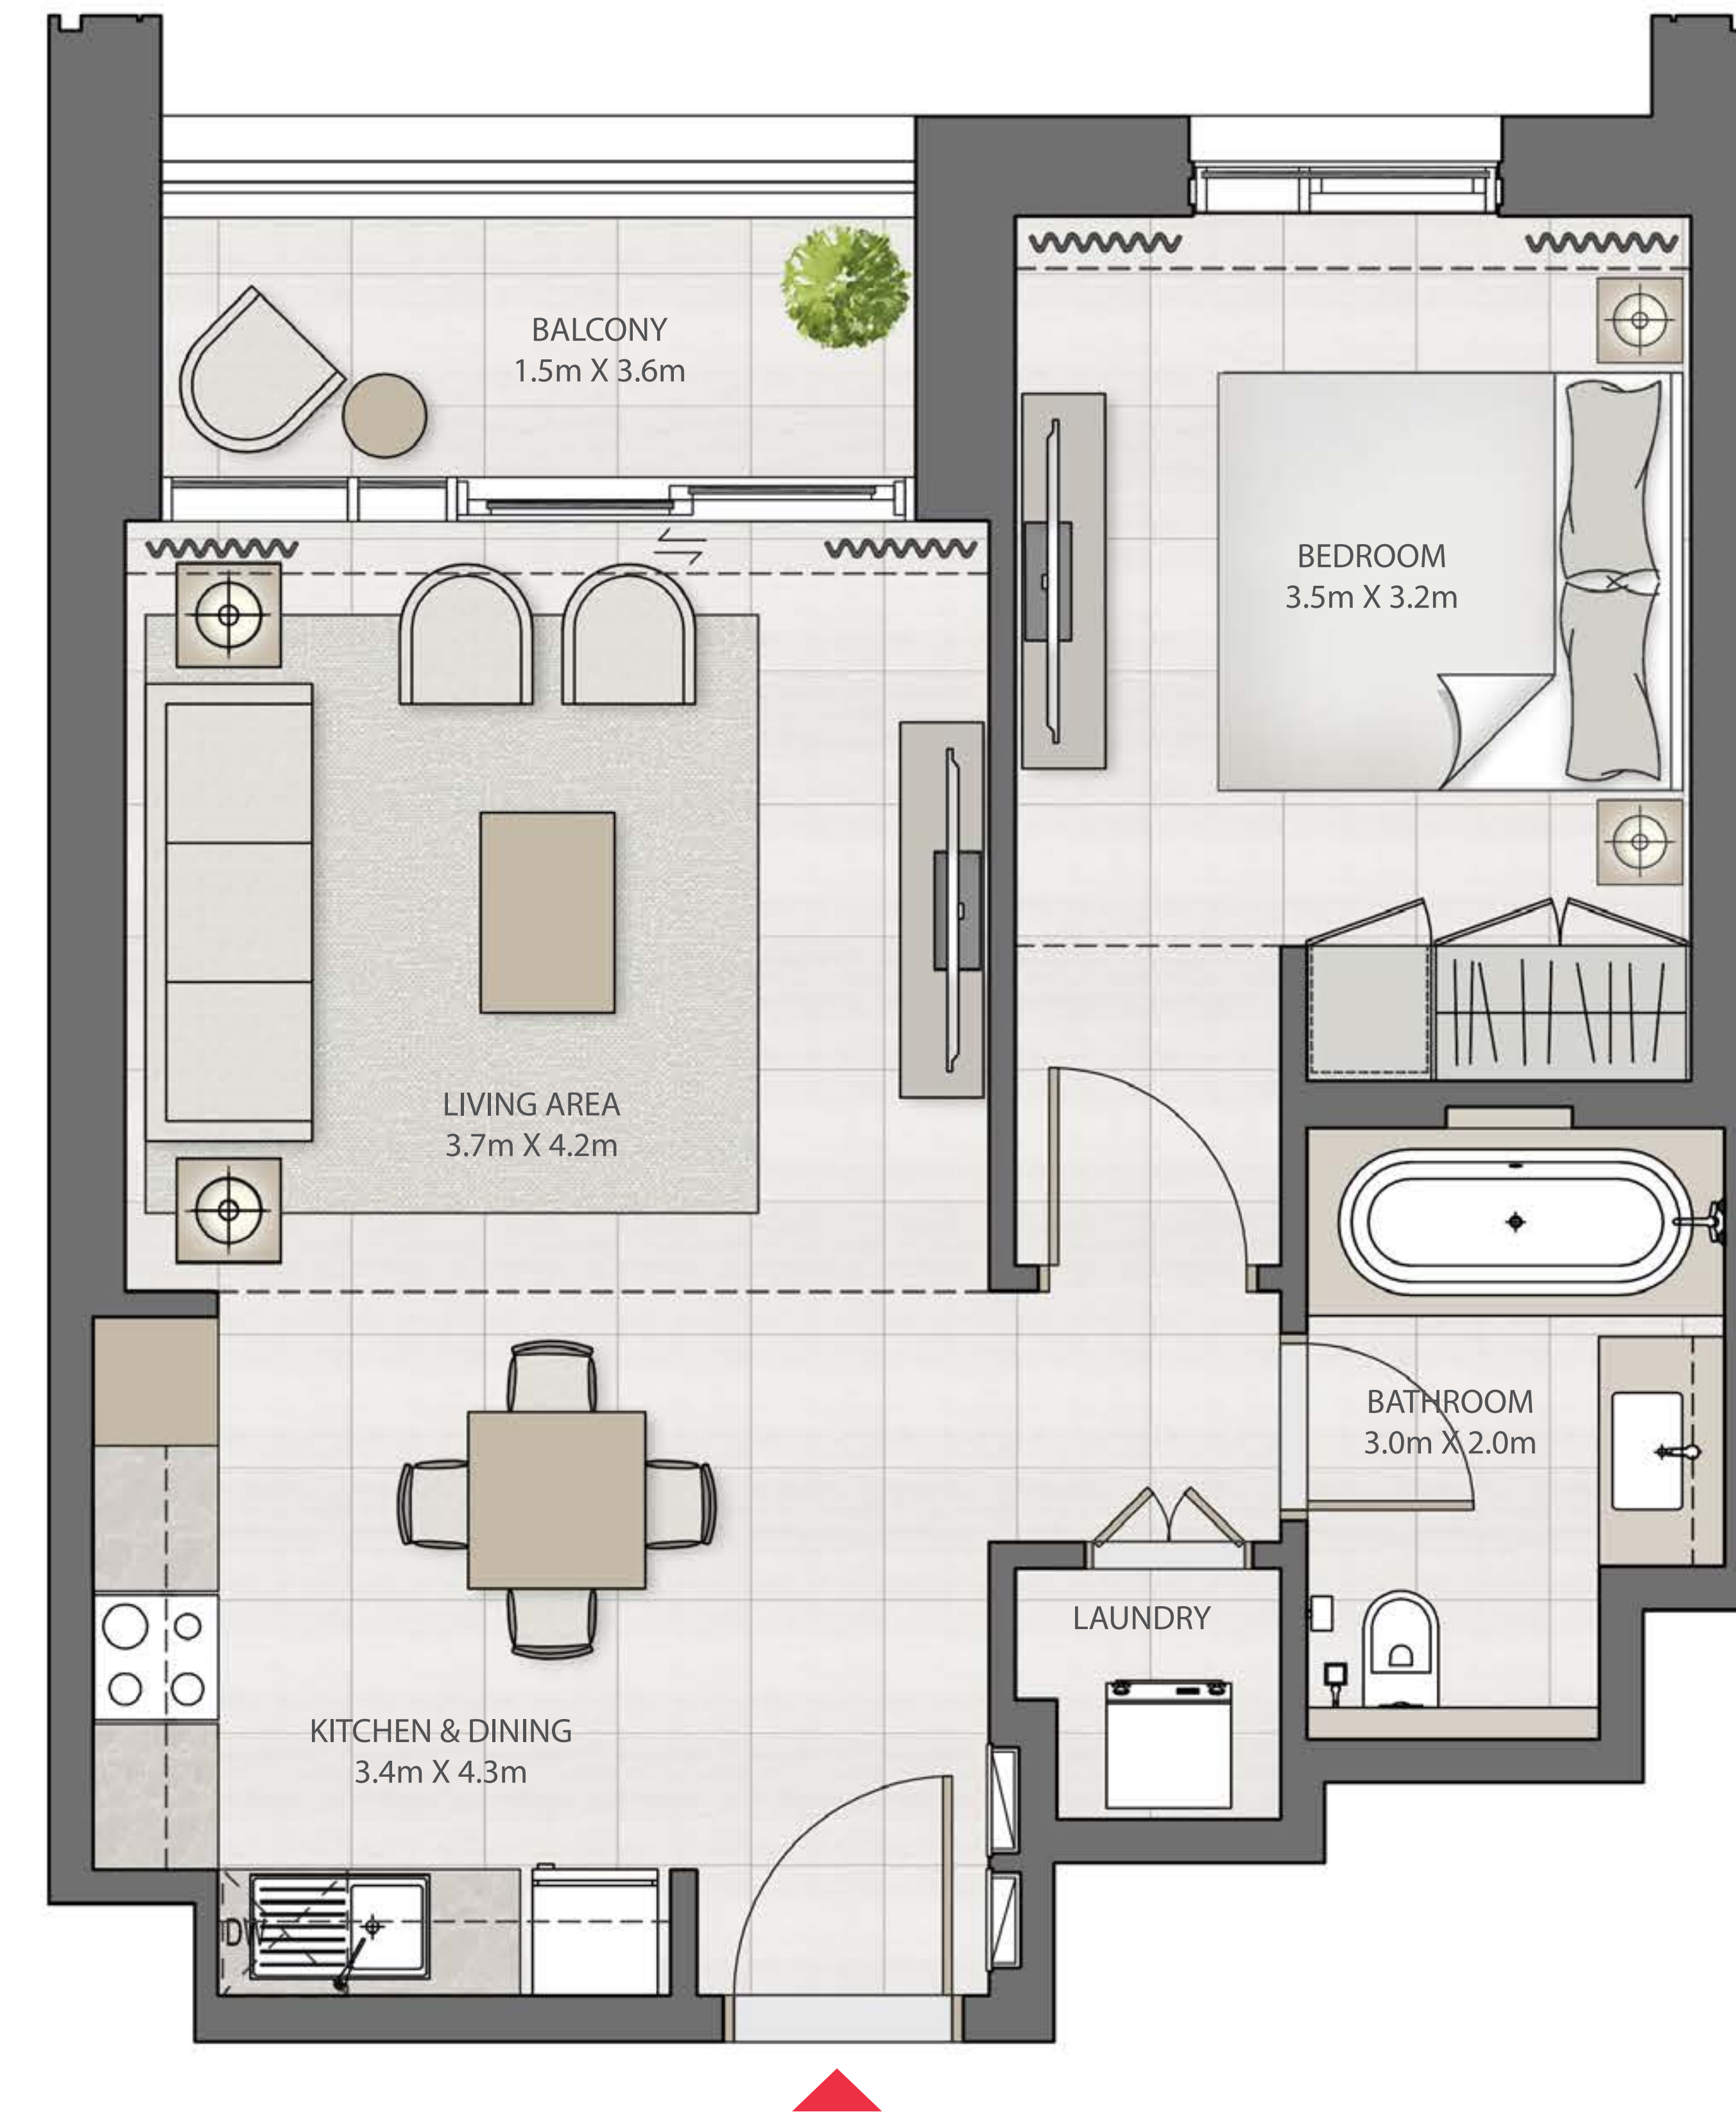 BALCONY
1.5m X 3.6m
BEDROOM
3.5m X 3.2m
LIVING AREA
3.7m X 4.2m
BATHROOM
3.0m X 2.0m
LAUNDRY
KITCHEN & DINING
3.4m X 4.3m
DW